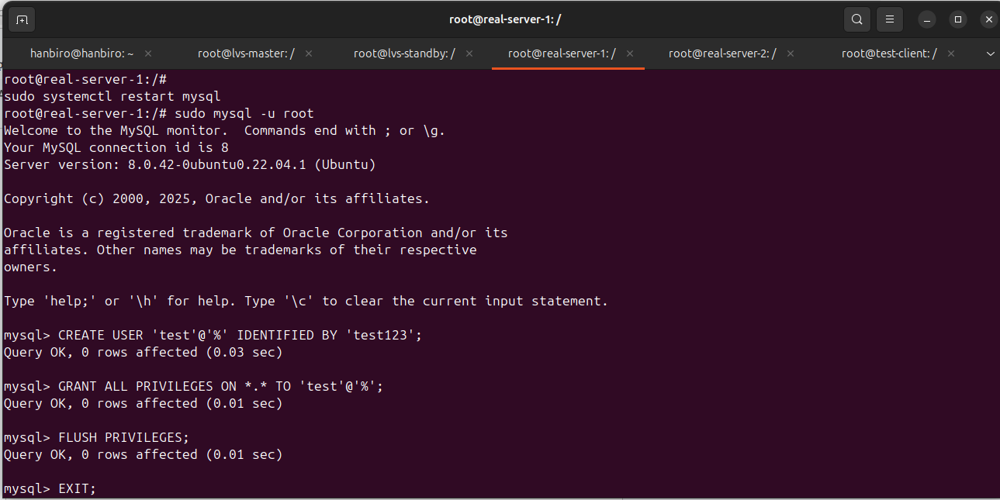 root@real-server-1: /
hanbiro@hanbiro: ~ × root@lvs-master: / × root@lvs-standby: / × root@real-server-1: / × root@real-server-2: / × root@test-client: / ×
root@real-server-1:/#
sudo systemctl restart mysql
root@real-server-1:/# sudo mysql -u root
Welcome to the MySQL monitor.  Commands end with ; or \g.
Your MySQL connection id is 8
Server version: 8.0.42-0ubuntu0.22.04.1 (Ubuntu)
Copyright (c) 2000, 2025, Oracle and/or its affiliates.
Oracle is a registered trademark of Oracle Corporation and/or its
affiliates. Other names may be trademarks of their respective
owners.
Type 'help;' or '\h' for help. Type '\c' to clear the current input statement.
mysql> CREATE USER 'test'@'%' IDENTIFIED BY 'test123';
Query OK, 0 rows affected (0.03 sec)
mysql> GRANT ALL PRIVILEGES ON *.* TO 'test'@'%';
Query OK, 0 rows affected (0.01 sec)
mysql> FLUSH PRIVILEGES;
Query OK, 0 rows affected (0.01 sec)
mysql> EXIT;